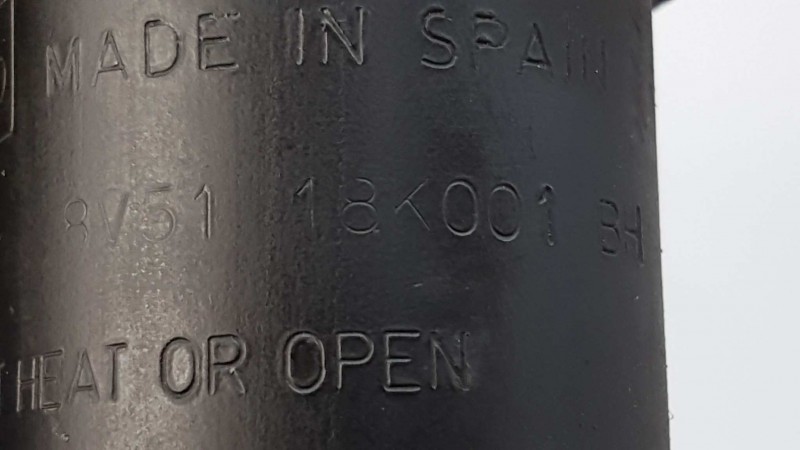 MADE IN SPAIN
8V51 18K001 BH
T HEAT OR OPEN